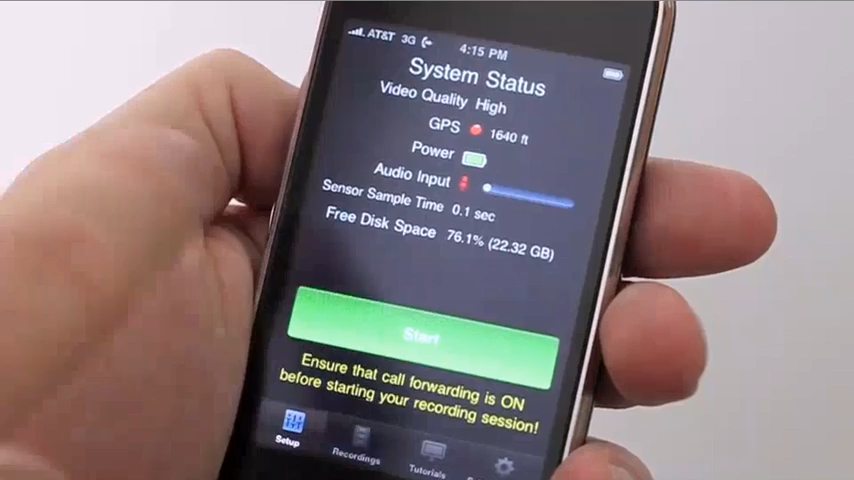 AT&T 3G 4:15 PM
System Status
Video Quality High
GPS 1640 ft
Power
Audio Input
Sensor Sample Time 0.1 sec
Free Disk Space 76.1% (22.32 GB)
Start
Ensure that call forwarding is ON
before starting your recording session!
Setup Recordings Tutorials